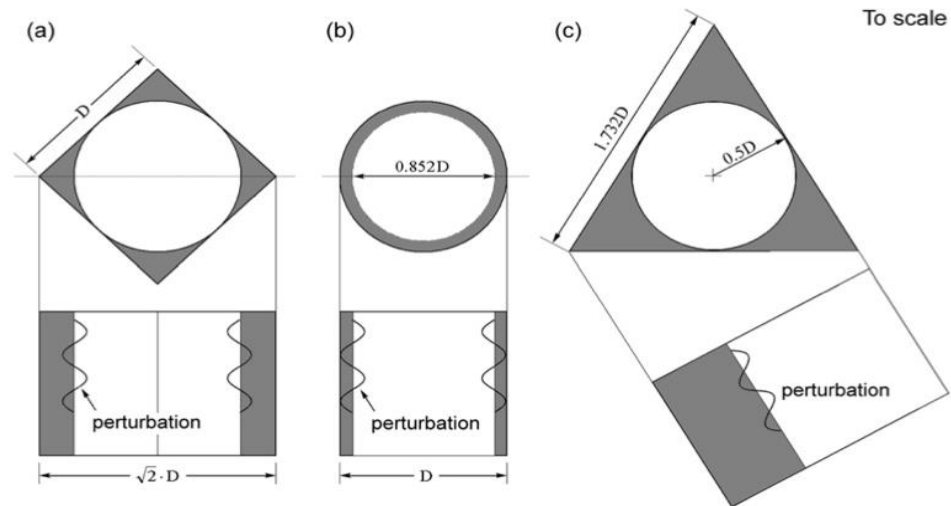 (a)
(b)
(c)
To scale
D
0.852D
1.732D
0.5D
perturbation
perturbation
perturbation
√2·D
D